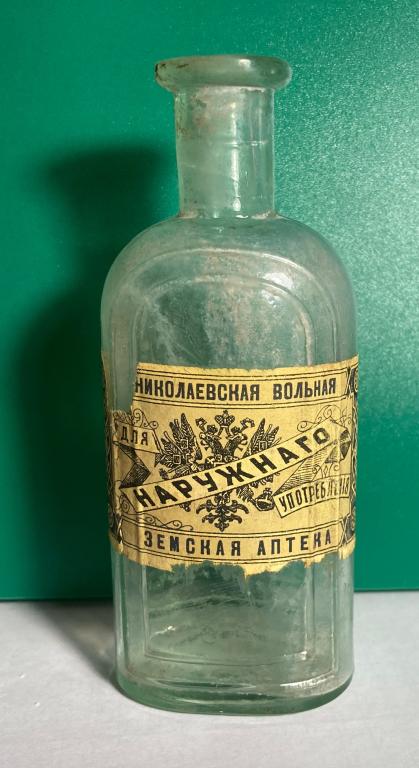 НИКОЛАЕВСКАЯ ВОЛЬНАЯ
ДЛЯ
НАРУЖНАГО
УПОТРЕБЛЕНІЯ
ЗЕМСКАЯ АПТЕКА